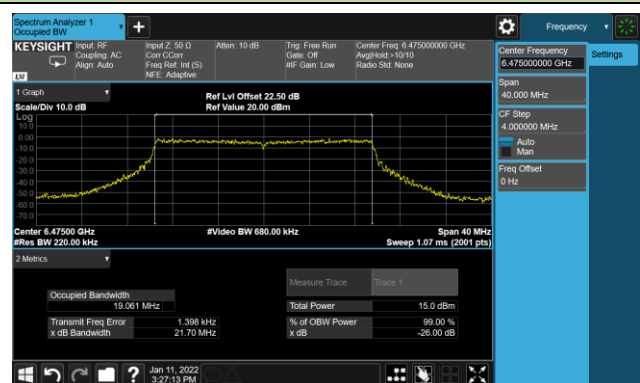 Spectrum Analyzer 1
Occupied BW
Frequency
KEYSIGHT
Input: RF
Coupling: AC
Align: Auto
Input Z: 50 Ω
Corr CCorr
Freq Ref: Int (S)
NFE: Adaptive
Atten: 10 dB
Trig: Free Run
Gate: Off
#IF Gain: Low
Center Freq: 6.475000000 GHz
Avg|Hold:>10/10
Radio Std: None
LW
Center Frequency
6.475000000 GHz
Settings
Span
40.000 MHz
CF Step
4.000000 MHz
Auto
Man
Freq Offset
0 Hz
1 Graph
Scale/Div 10.0 dB
Ref Lvl Offset 22.50 dB
Ref Value 20.00 dBm
Log
10.0
0.00
-10.0
-20.0
-30.0
-40.0
-50.0
-60.0
-70.0
Center 6.47500 GHz
#Res BW 220.00 kHz
#Video BW 680.00 kHz
Span 40 MHz
Sweep 1.07 ms (2001 pts)
2 Metrics
Measure Trace
Trace 1
Occupied Bandwidth
19.061 MHz
Total Power
15.0 dBm
Transmit Freq Error
1.398 kHz
% of OBW Power
99.00 %
x dB Bandwidth
21.70 MHz
x dB
-26.00 dB
?
Jan 11, 2022
3:27:13 PM